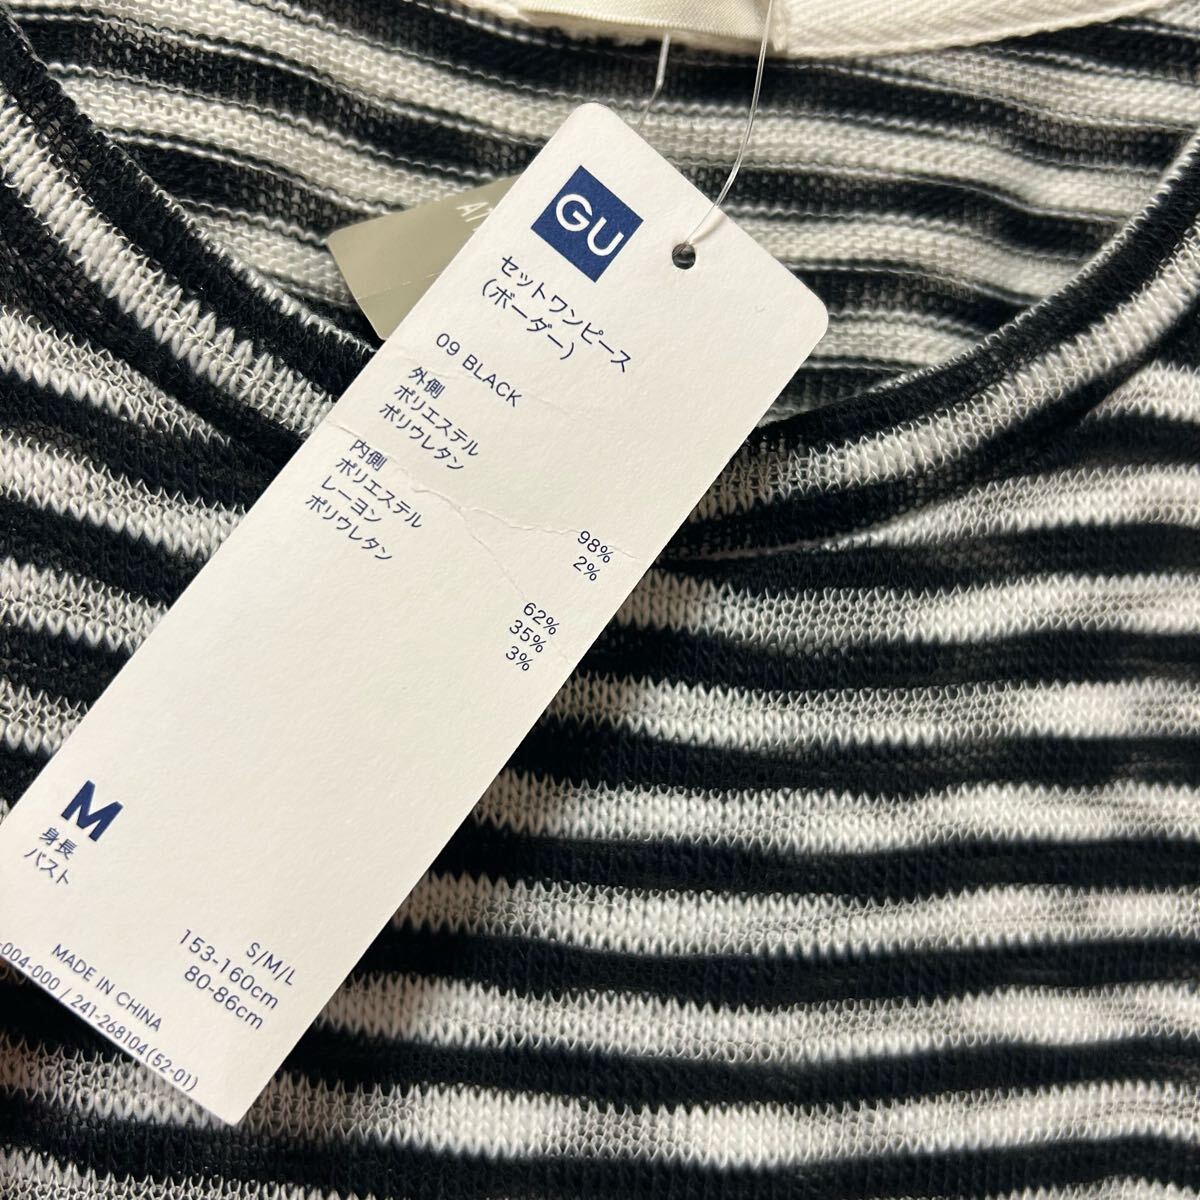 GU
セットワンピース
(ボーダー)
09 BLACK
外側
ポリエステル 98%
ポリウレタン 2%
内側
ポリエステル 62%
レーヨン 35%
ポリウレタン 3%
M
S/M/L
身長 153-160cm
バスト 80-86cm
MADE IN CHINA
-004-000 / 241-268104 (52-01)